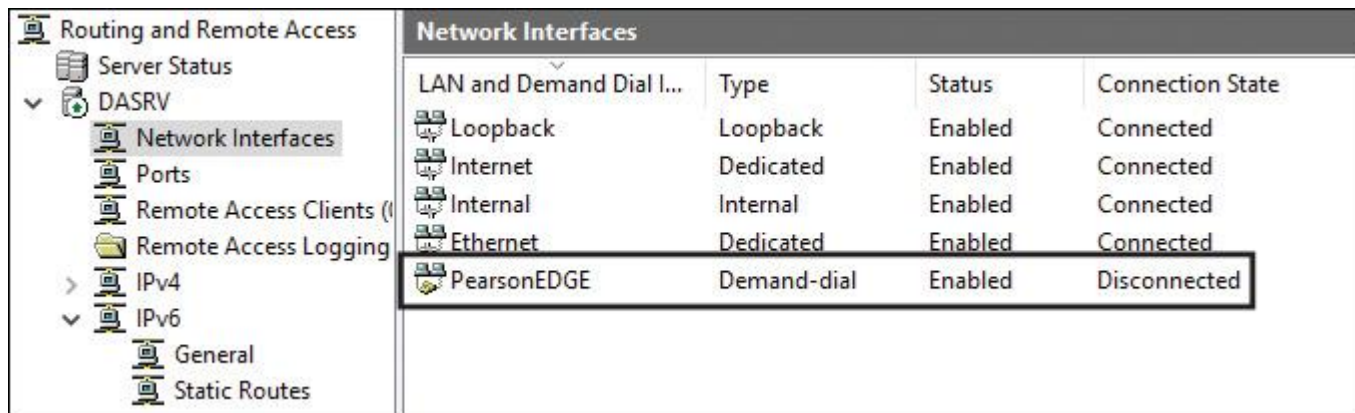 Routing and Remote Access
Server Status
DASRV
Network Interfaces
Ports
Remote Access Clients (
Remote Access Logging
IPv4
IPv6
General
Static Routes
Network Interfaces
LAN and Demand Dial I... Type Status Connection State
Loopback Loopback Enabled Connected
Internet Dedicated Enabled Connected
Internal Internal Enabled Connected
Ethernet Dedicated Enabled Connected
PearsonEDGE Demand-dial Enabled Disconnected